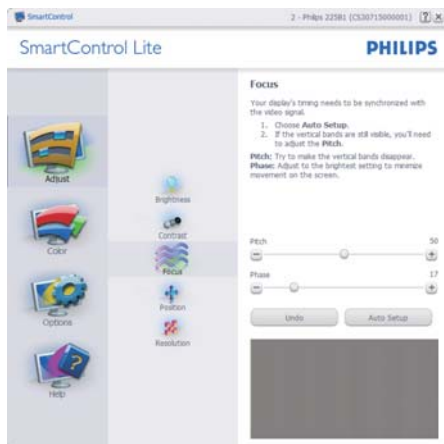 SmartControl
2 - Philips 225B1 (CS30715000001)
SmartControl Lite
PHILIPS
Adjust
Color
Options
Help
Brightness
Contrast
Focus
Position
Resolution
Focus
Your display's timing needs to be synchronized with
the video signal.
1. Choose Auto Setup.
2. If the vertical bands are still visible, you'll need
to adjust the Pitch.
Pitch: Try to make the vertical bands disappear.
Phase: Adjust to the brightest setting to minimize
movement on the screen.
Pitch 50
Phase 17
Undo Auto Setup